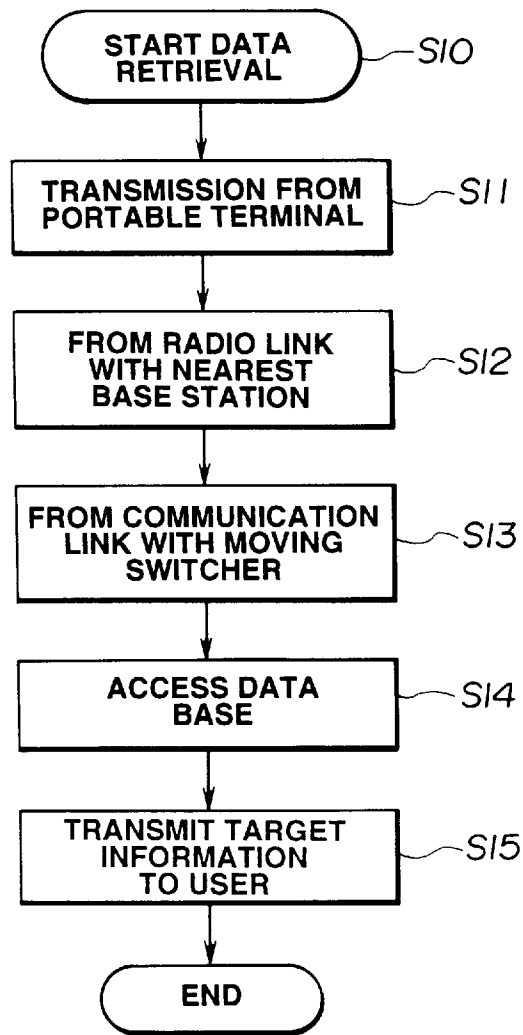 START DATA
RETRIEVAL
S10
TRANSMISSION FROM
PORTABLE TERMINAL
S11
FROM RADIO LINK
WITH NEAREST
BASE STATION
S12
FROM COMMUNICATION
LINK WITH MOVING
SWITCHER
S13
ACCESS DATA
BASE
S14
TRANSMIT TARGET
INFORMATION
TO USER
S15
END